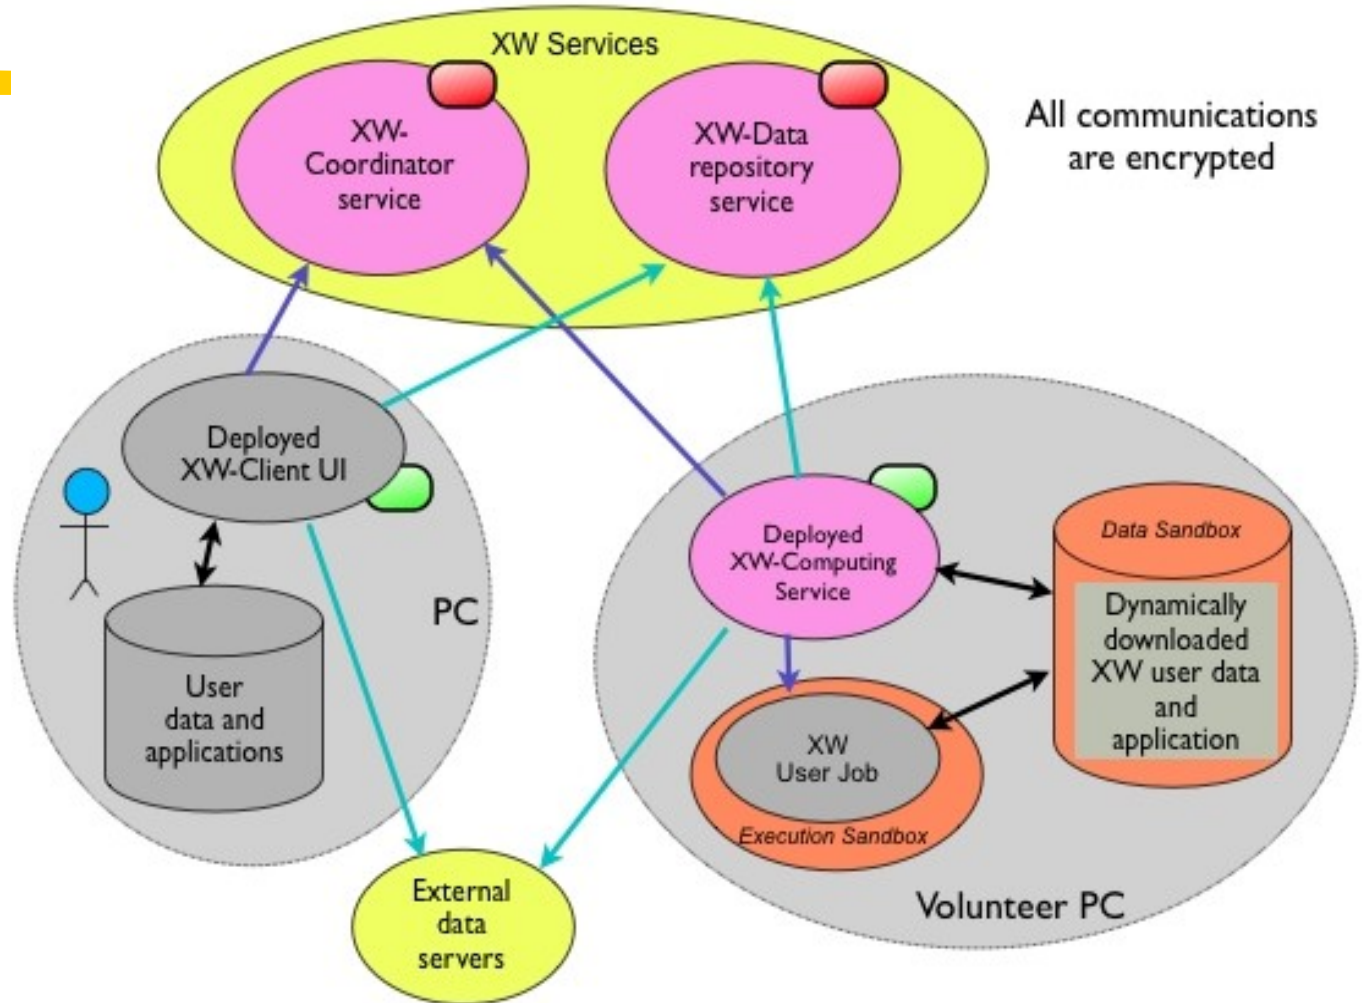 XW Services
XW-
Coordinator
service
XW-Data
repository
service
All communications
are encrypted
Deployed
XW-Client UI
PC
User
data and
applications
Deployed
XW-Computing
Service
Data Sandbox
Dynamically
downloaded
XW user data
and
application
XW
User Job
Execution Sandbox
Volunteer PC
External
data
servers